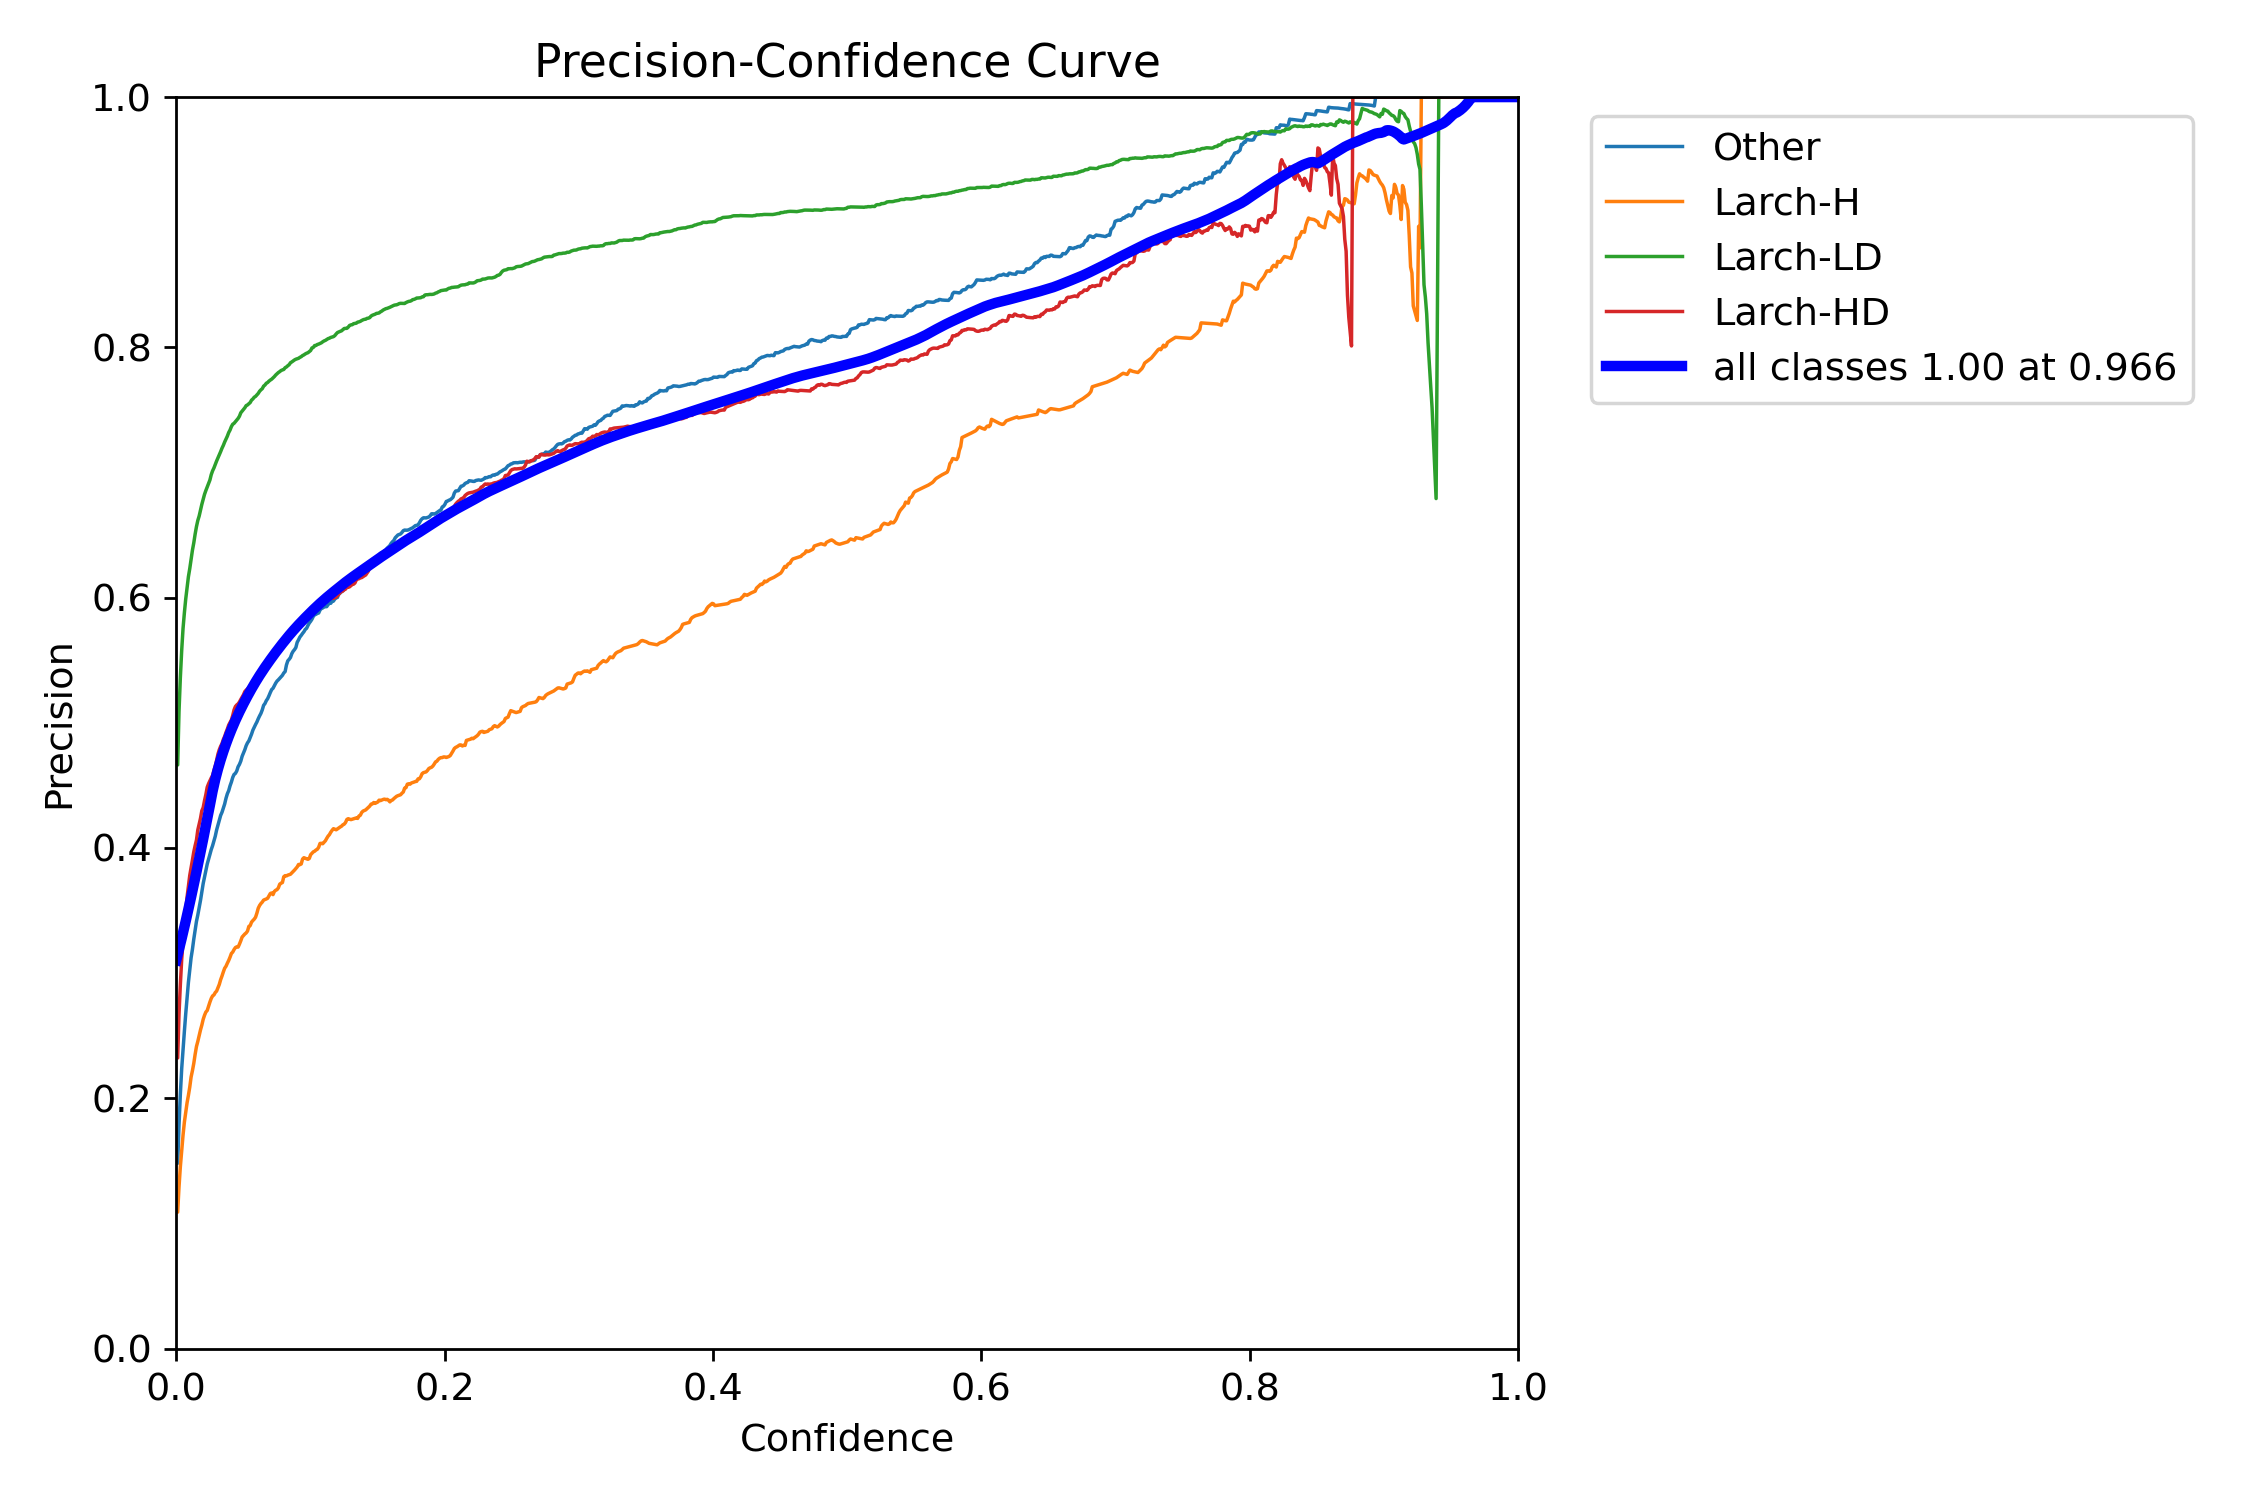 Precision-Confidence Curve
1.0
0.8
0.6
0.4
0.2
0.0
Precision
0.0 0.2 0.4 0.6 0.8 1.0
Confidence
Other
Larch-H
Larch-LD
Larch-HD
all classes 1.00 at 0.966